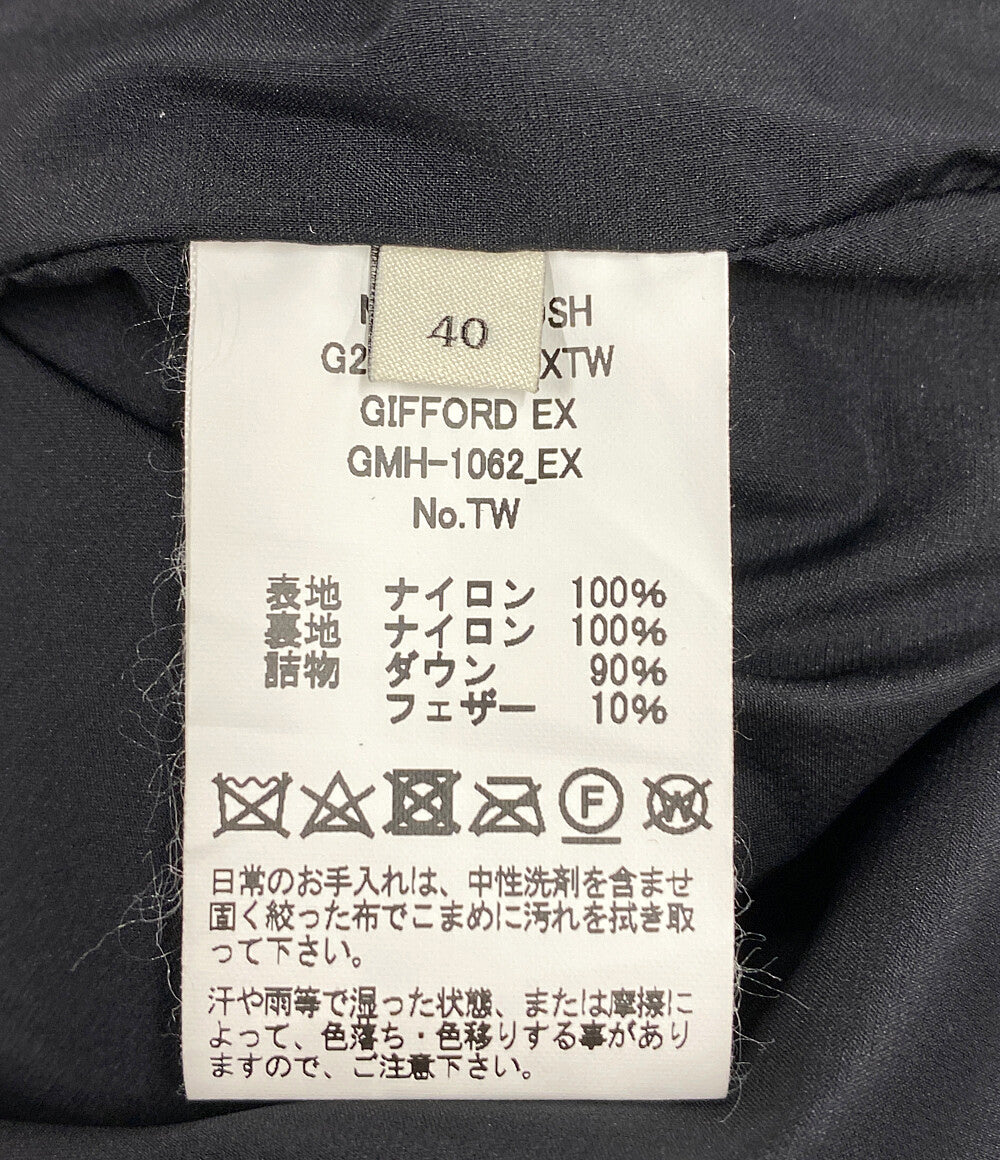 40
GIFFORD EX
GMH-1062_EX
No.TW
表地 ナイロン 100%
裏地 ナイロン 100%
詰物 ダウン 90%
フェザー 10%
F
W
日常のお手入れは、中性洗剤を含ませ
固く絞った布でこまめに汚れを拭き取
って下さい。
汗や雨等で湿った状態、または摩擦に
よって、色落ち・色移りする事があり
ますので、ご注意下さい。